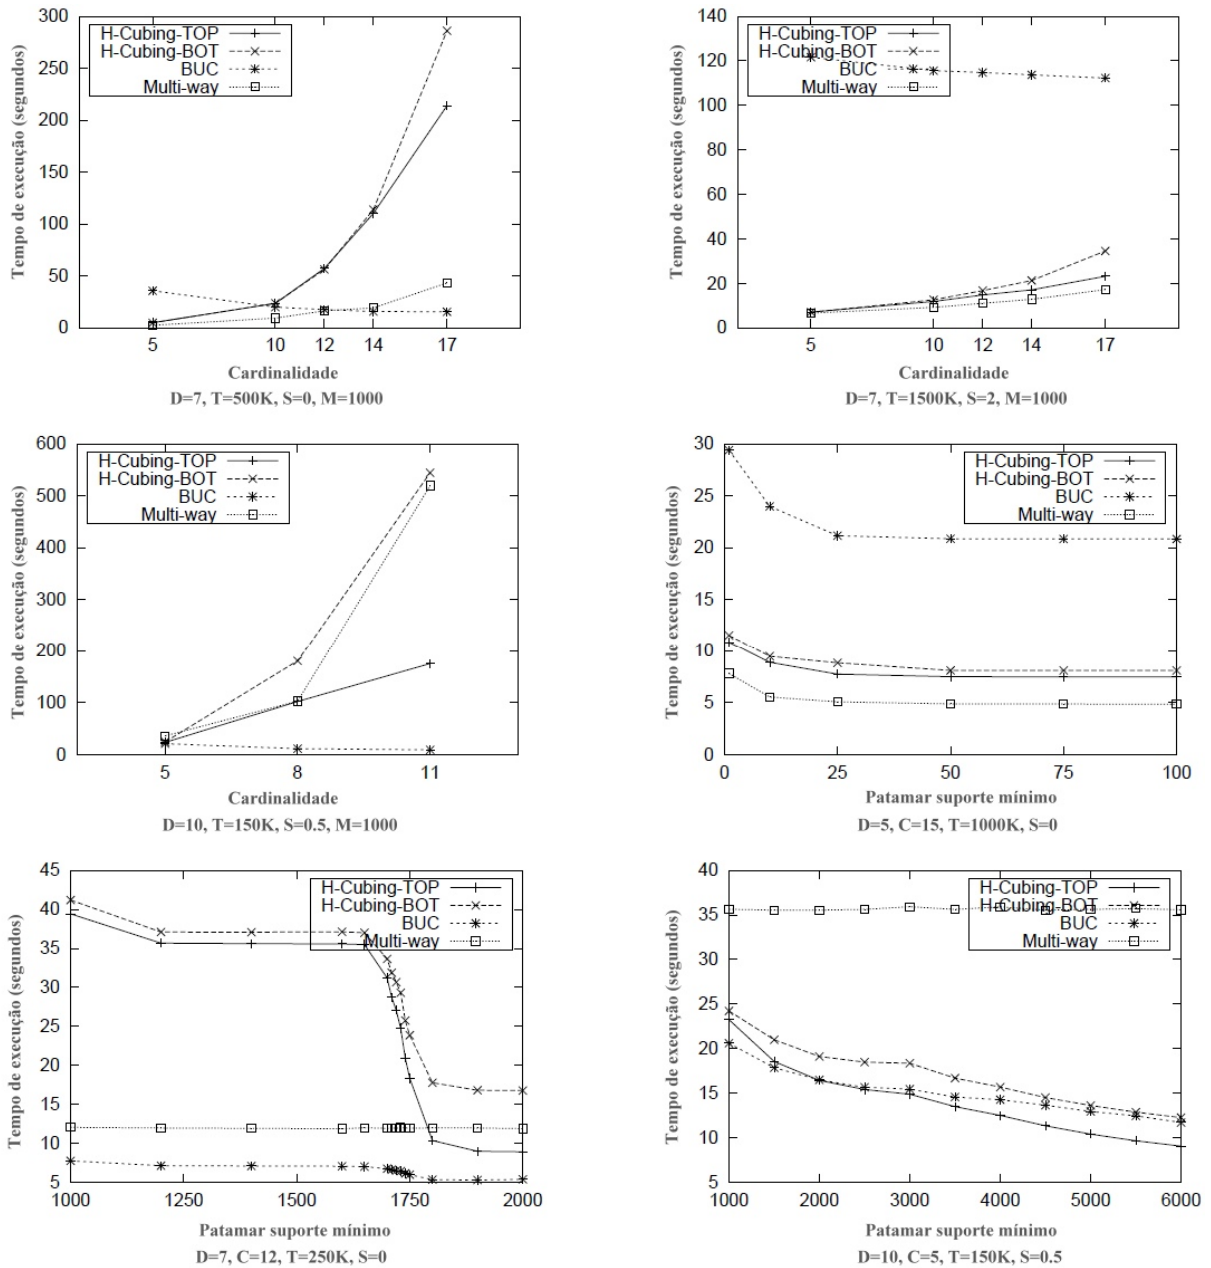 300
250
200
150
100
50
0
Tempo de execução (segundos)
H-Cubing-TOP
H-Cubing-BOT
BUC
Multi-way
5 10 12 14 17
Cardinalidade
D=7, T=500K, S=0, M=1000
140
120
100
80
60
40
20
0
Tempo de execução (segundos)
H-Cubing-TOP
H-Cubing-BOT
BUC
Multi-way
5 10 12 14 17
Cardinalidade
D=7, T=1500K, S=2, M=1000
600
500
400
300
200
100
0
Tempo de execução (segundos)
H-Cubing-TOP
H-Cubing-BOT
BUC
Multi-way
5 8 11
Cardinalidade
D=10, T=150K, S=0.5, M=1000
30
25
20
15
10
5
0
Tempo de execução (segundos)
H-Cubing-TOP
H-Cubing-BOT
BUC
Multi-way
0 25 50 75 100
Patamar suporte mínimo
D=5, C=15, T=1000K, S=0
45
40
35
30
25
20
15
10
5
Tempo de execução (segundos)
H-Cubing-TOP
H-Cubing-BOT
BUC
Multi-way
1000 1250 1500 1750 2000
Patamar suporte mínimo
D=7, C=12, T=250K, S=0
40
35
30
25
20
15
10
5
Tempo de execução (segundos)
H-Cubing-TOP
H-Cubing-BOT
BUC
Multi-way
1000 2000 3000 4000 5000 6000
Patamar suporte mínimo
D=10, C=5, T=150K, S=0.5